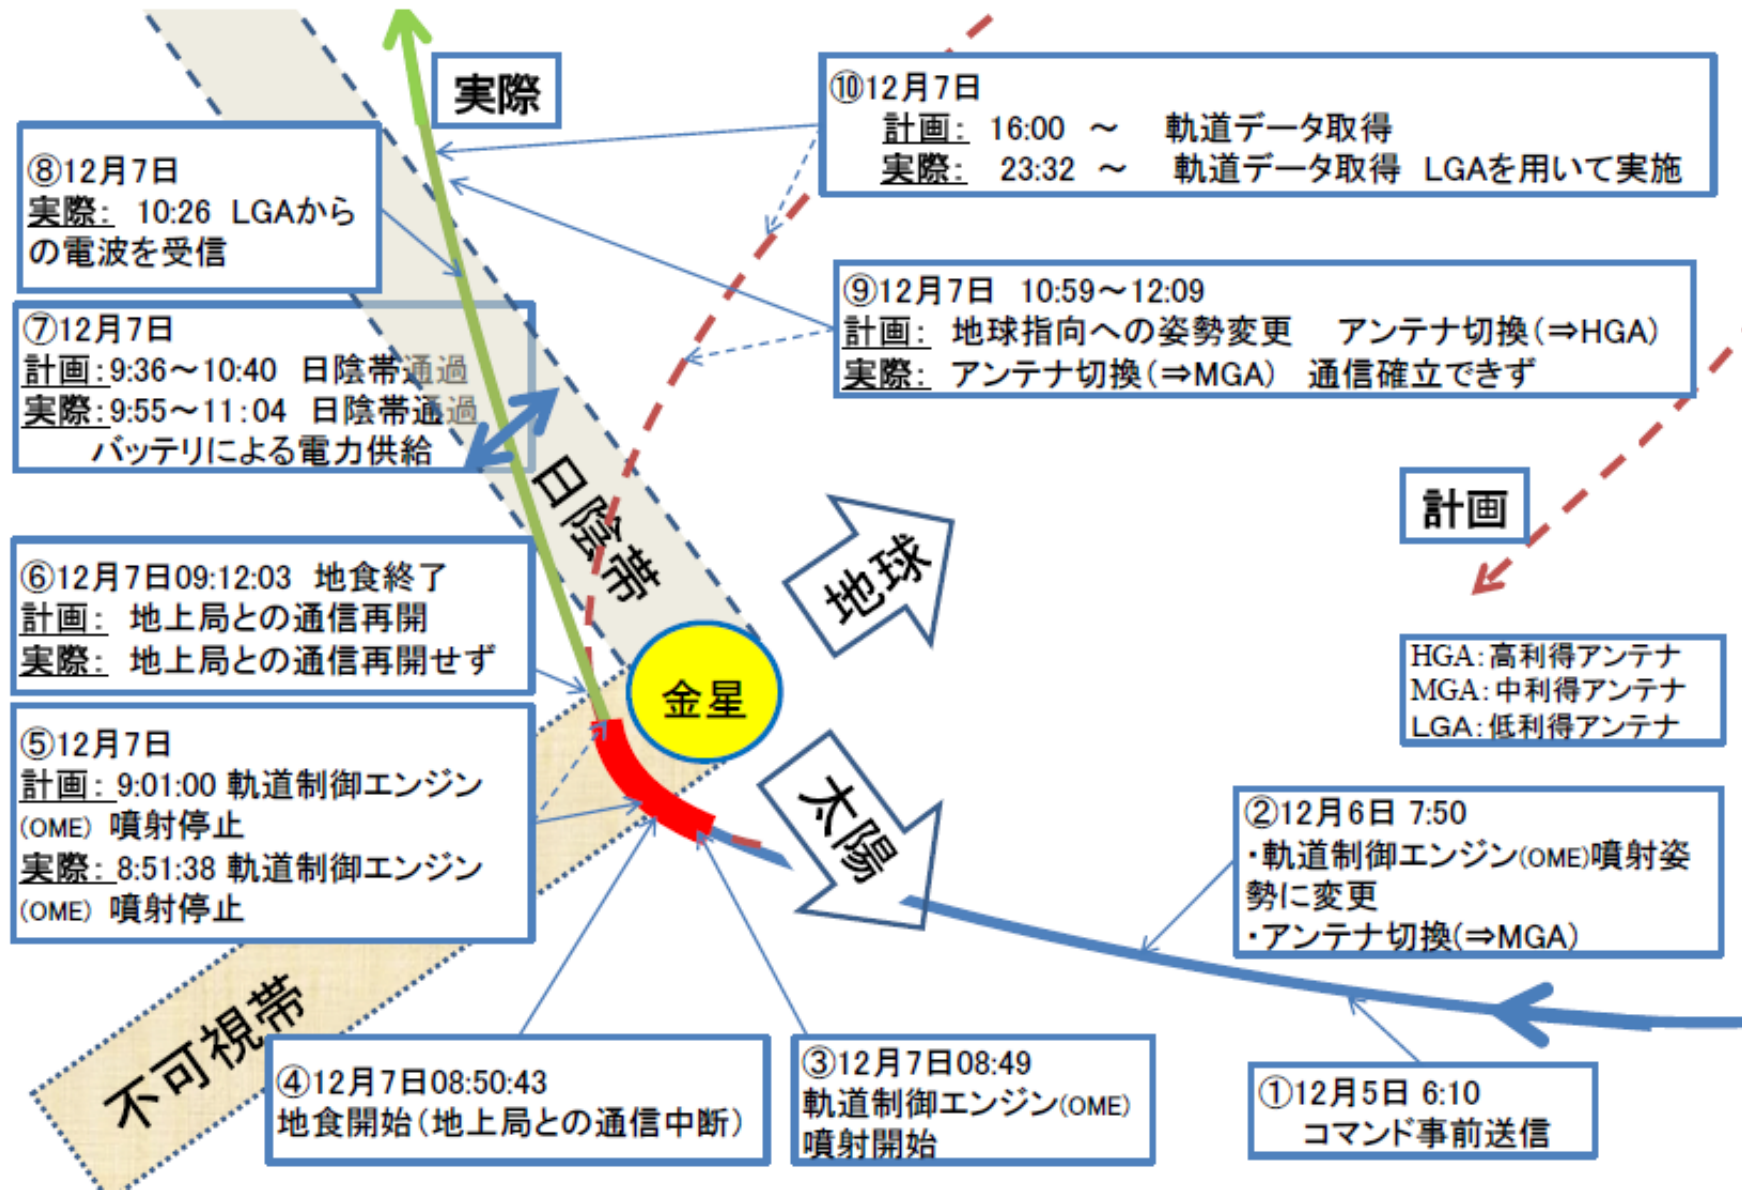 実際
⑩12月7日
計画: 16:00 ～ 軌道データ取得
実際: 23:32 ～ 軌道データ取得 LGAを用いて実施
⑧12月7日
実際: 10:26 LGAから
の電波を受信
⑨12月7日 10:59～12:09
計画: 地球指向への姿勢変更 アンテナ切換(⇒HGA)
実際: アンテナ切換(⇒MGA) 通信確立できず
⑦12月7日
計画:9:36～10:40 日陰帯通過
実際:9:55～11:04 日陰帯通過
バッテリによる電力供給
日陰帯
計画
地球
⑥12月7日09:12:03 地食終了
計画: 地上局との通信再開
実際: 地上局との通信再開せず
HGA:高利得アンテナ
MGA:中利得アンテナ
LGA:低利得アンテナ
金星
⑤12月7日
計画: 9:01:00 軌道制御エンジン
(OME) 噴射停止
実際: 8:51:38 軌道制御エンジン
(OME) 噴射停止
太陽
②12月6日 7:50
・軌道制御エンジン(OME)噴射姿
勢に変更
・アンテナ切換(⇒MGA)
不可視帯
④12月7日08:50:43
地食開始(地上局との通信中断)
③12月7日08:49
軌道制御エンジン(OME)
噴射開始
①12月5日 6:10
コマンド事前送信